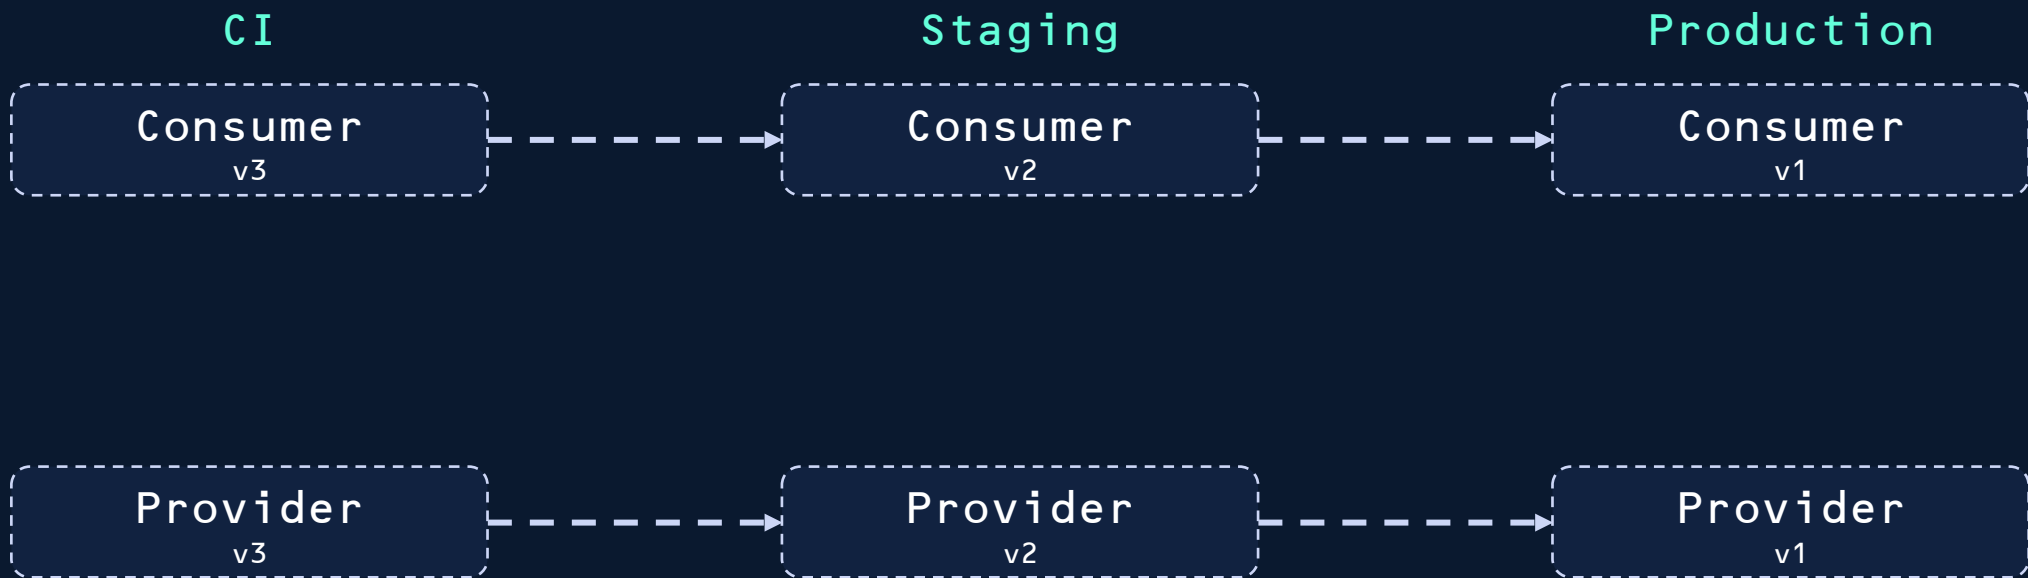 CI
Staging
Production
Consumer
v3
Consumer
v2
Consumer
v1
Provider
v3
Provider
v2
Provider
v1